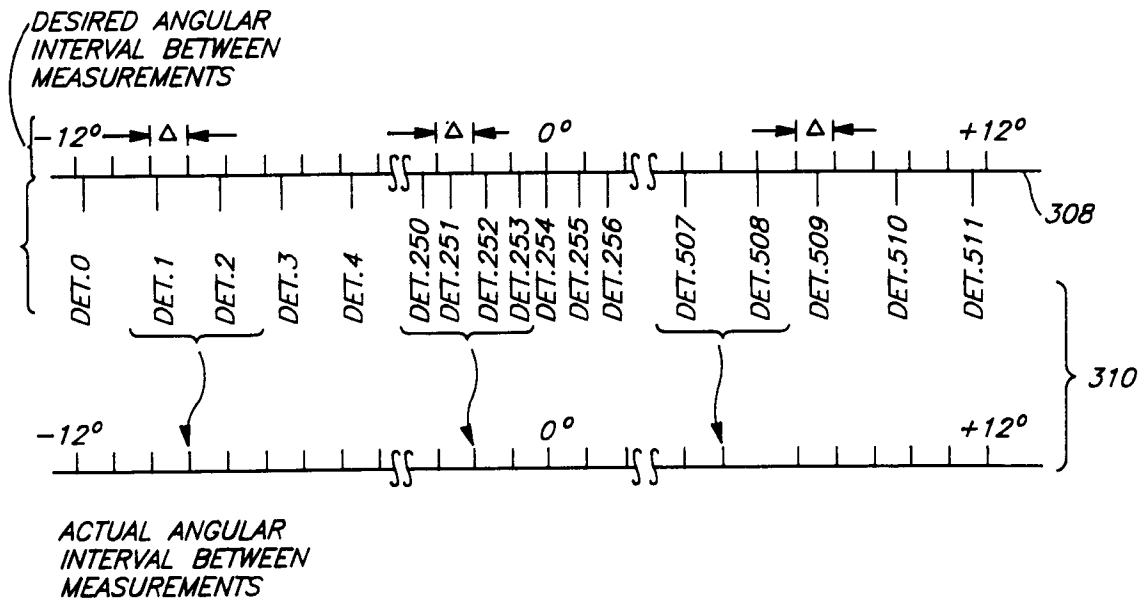 DESIRED ANGULAR
INTERVAL BETWEEN
MEASUREMENTS
-12° Δ Δ 0° Δ +12°
308
DET.0 DET.1 DET.2 DET.3 DET.4 DET.250 DET.251 DET.252 DET.253 DET.254 DET.255 DET.256 DET.507 DET.508 DET.509 DET.510 DET.511
310
-12° 0° +12°
ACTUAL ANGULAR
INTERVAL BETWEEN
MEASUREMENTS